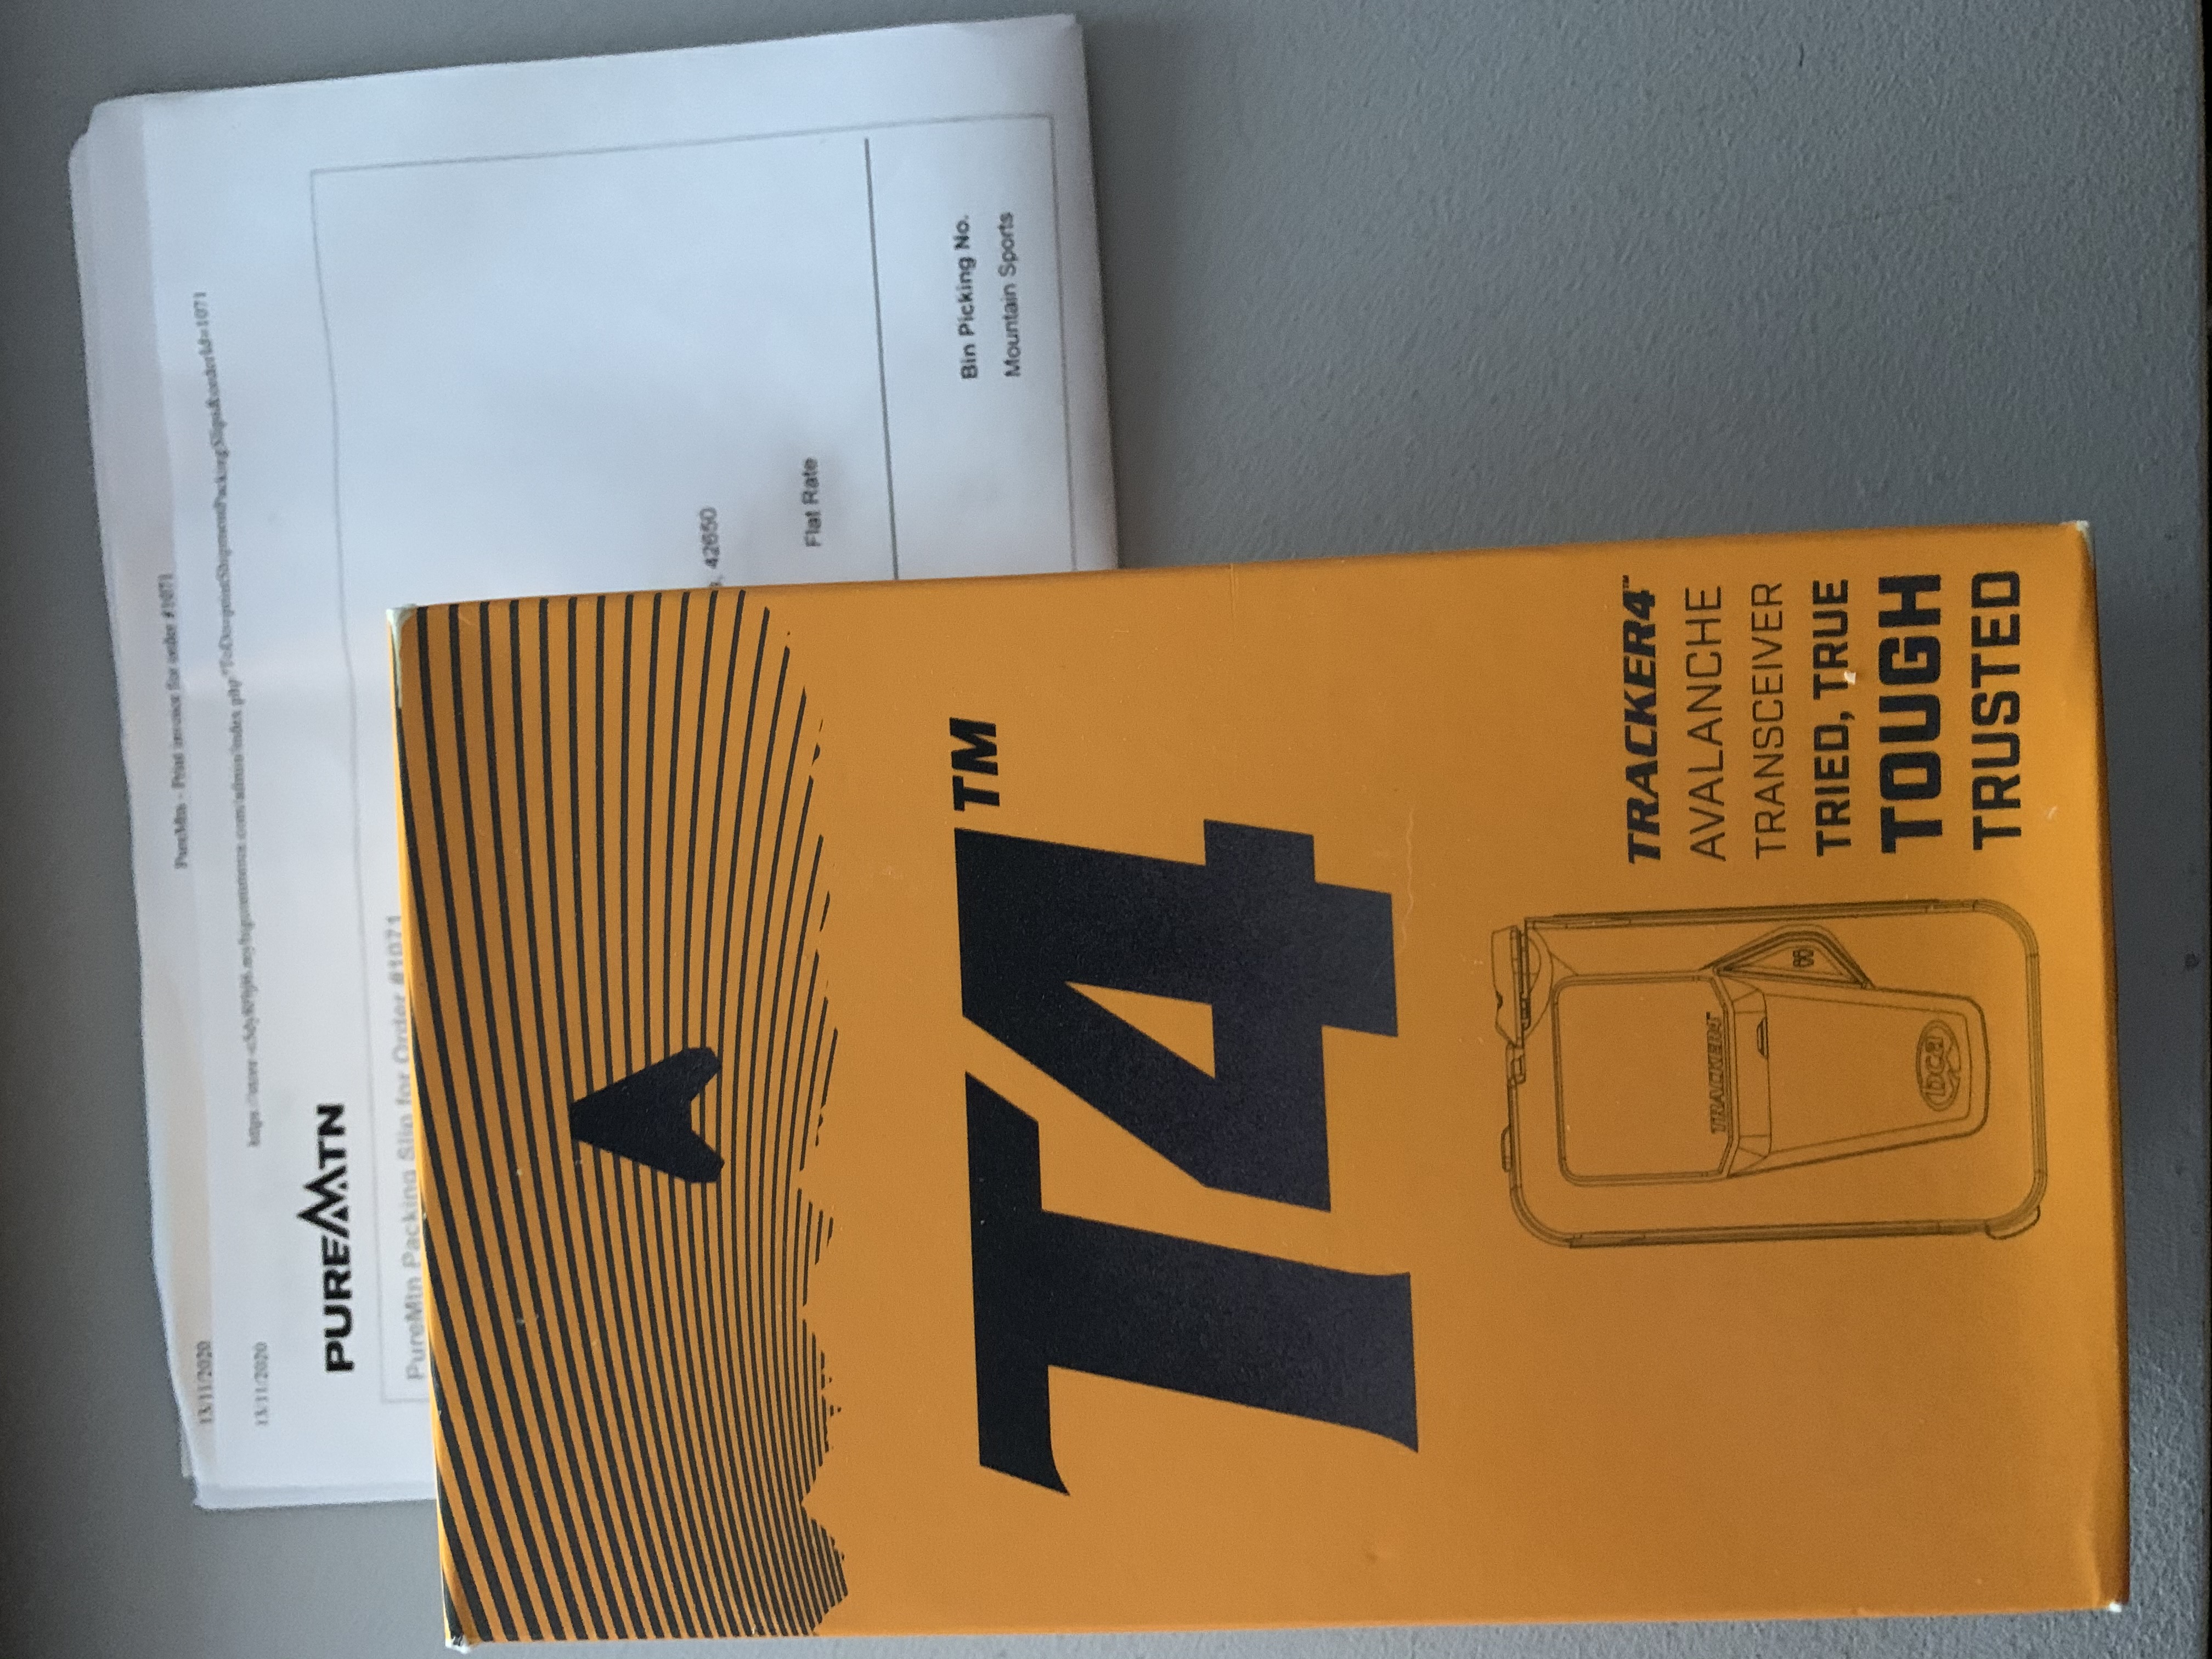 13/11/2020
PureMtn - Print invoice for order #1071
13/11/2020
PUREMTN
PureMtn Packing Slip for Order #1071
42650
Flat Rate
Bin Picking No.
Mountain Sports
T4™
TRACKER4™
AVALANCHE
TRANSCEIVER
TRIED, TRUE
TOUGH
TRUSTED
TRACKER4
bca